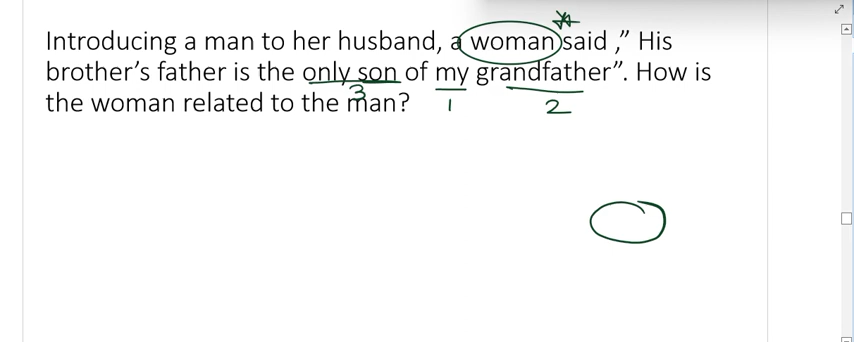 Introducing a man to her husband, a woman said ,” His
brother’s father is the only son of my grandfather”. How is
the woman related to the man?
3 1 2